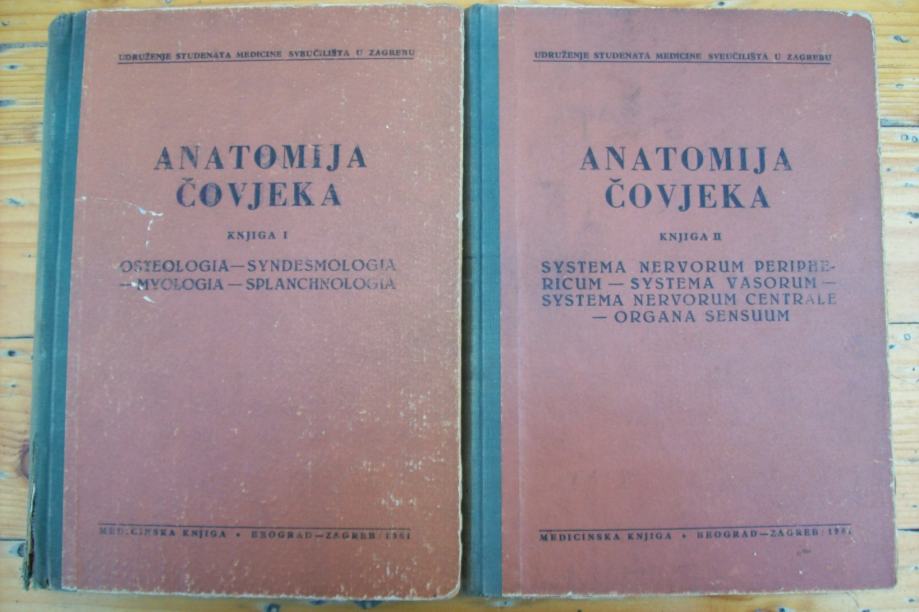 UDRUŽENJE STUDENATA MEDICINE SVEUČILIŠTA U ZAGREBU
ANATOMIJA
ČOVJEKA
KNJIGA I
OSTEOLOGIA — SYNDESMOLOGIA
— MYOLOGIA — SPLANCHNOLOGIA
MEDICINSKA KNJIGA • BEOGRAD — ZAGREB / 1961
UDRUŽENJE STUDENATA MEDICINE SVEUČILIŠTA U ZAGREBU
ANATOMIJA
ČOVJEKA
KNJIGA II
SYSTEMA NERVORUM PERIPHE-
RICUM — SYSTEMA VASORUM —
SYSTEMA NERVORUM CENTRALE
— ORGANA SENSUUM
MEDICINSKA KNJIGA • BEOGRAD — ZAGREB / 1961